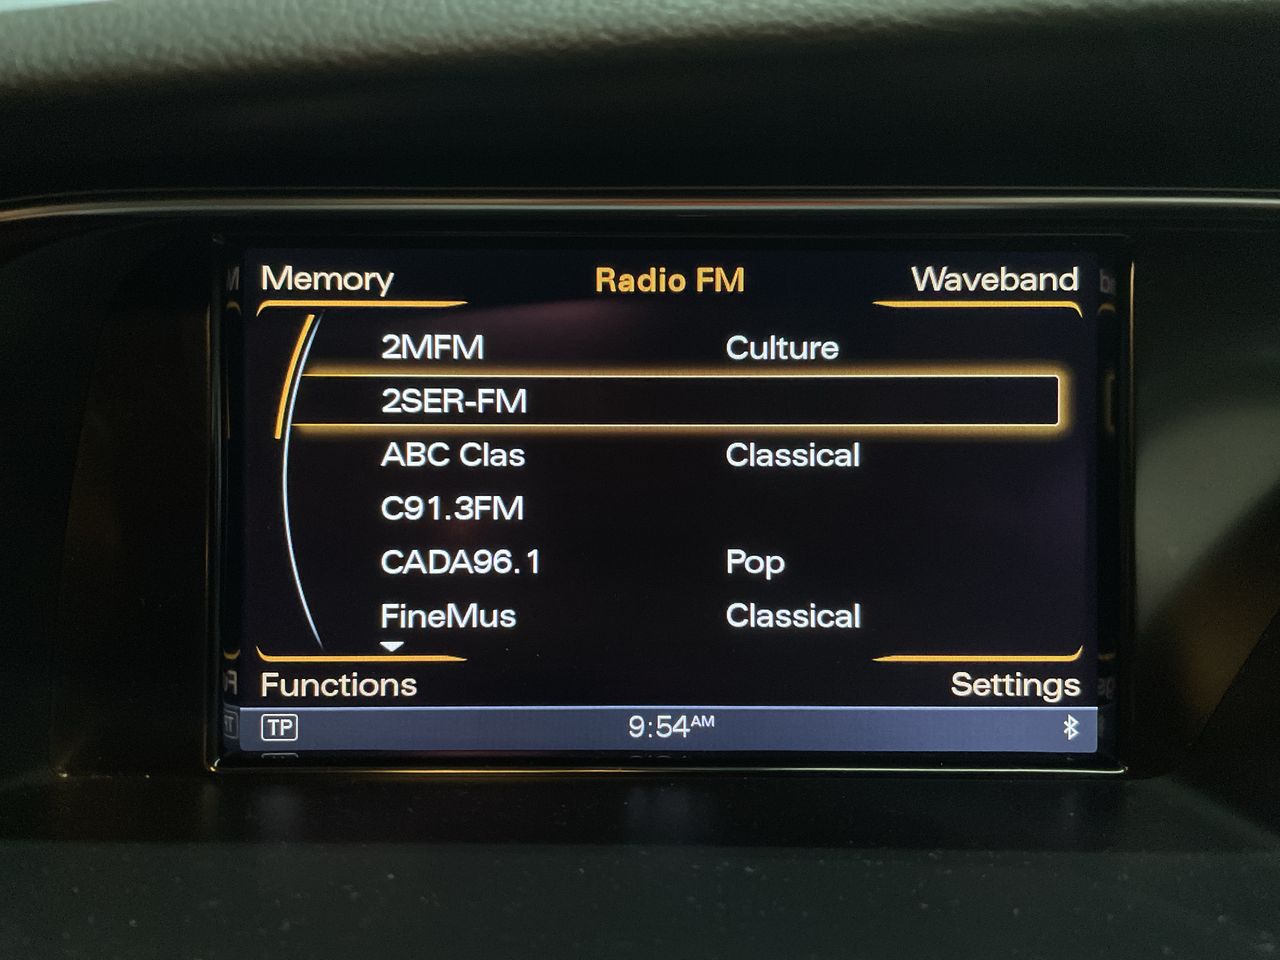 Memory Radio FM Waveband
2MFM Culture
2SER-FM
ABC Clas Classical
C91.3FM
CADA96.1 Pop
FineMus Classical
Functions Settings
TP 9:54AM